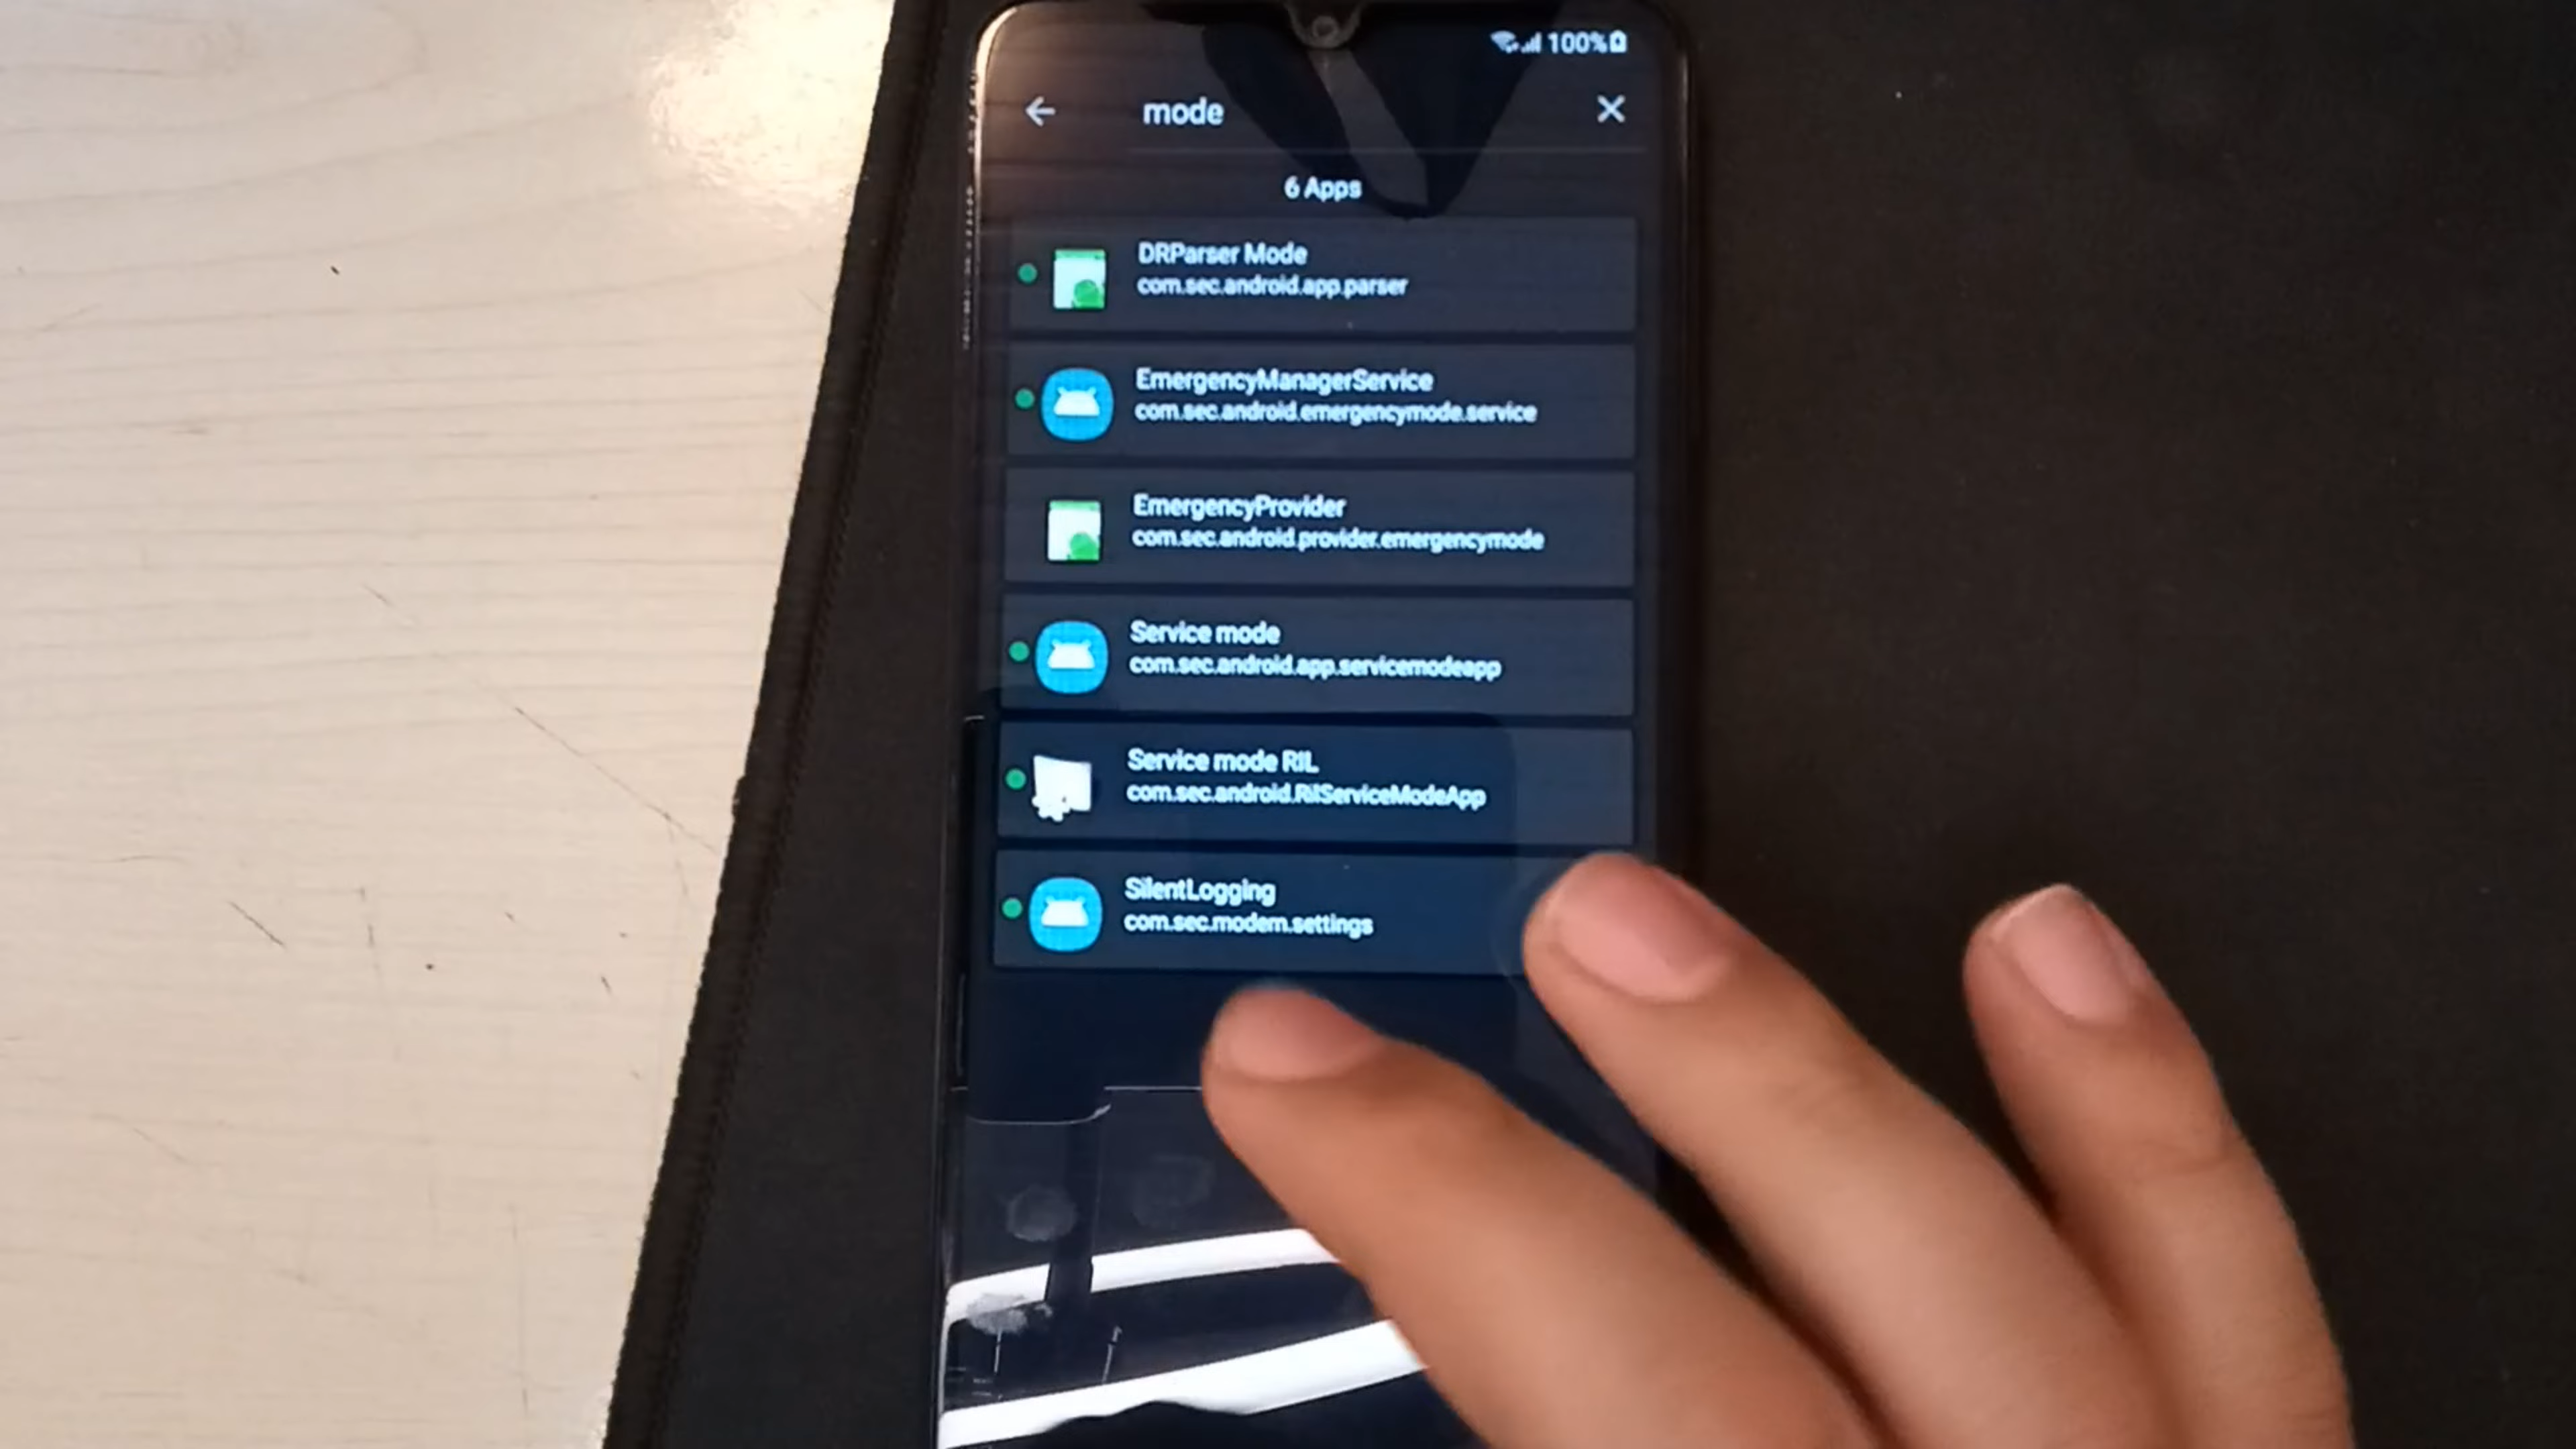 100%
mode
6 Apps
DRParser Mode
com.sec.android.app.parser
EmergencyManagerService
com.sec.android.emergencymode.service
EmergencyProvider
com.sec.android.provider.emergencymode
Service mode
com.sec.android.app.servicemodeapp
Service mode RIL
com.sec.android.RilServiceModeApp
SilentLogging
com.sec.modem.settings